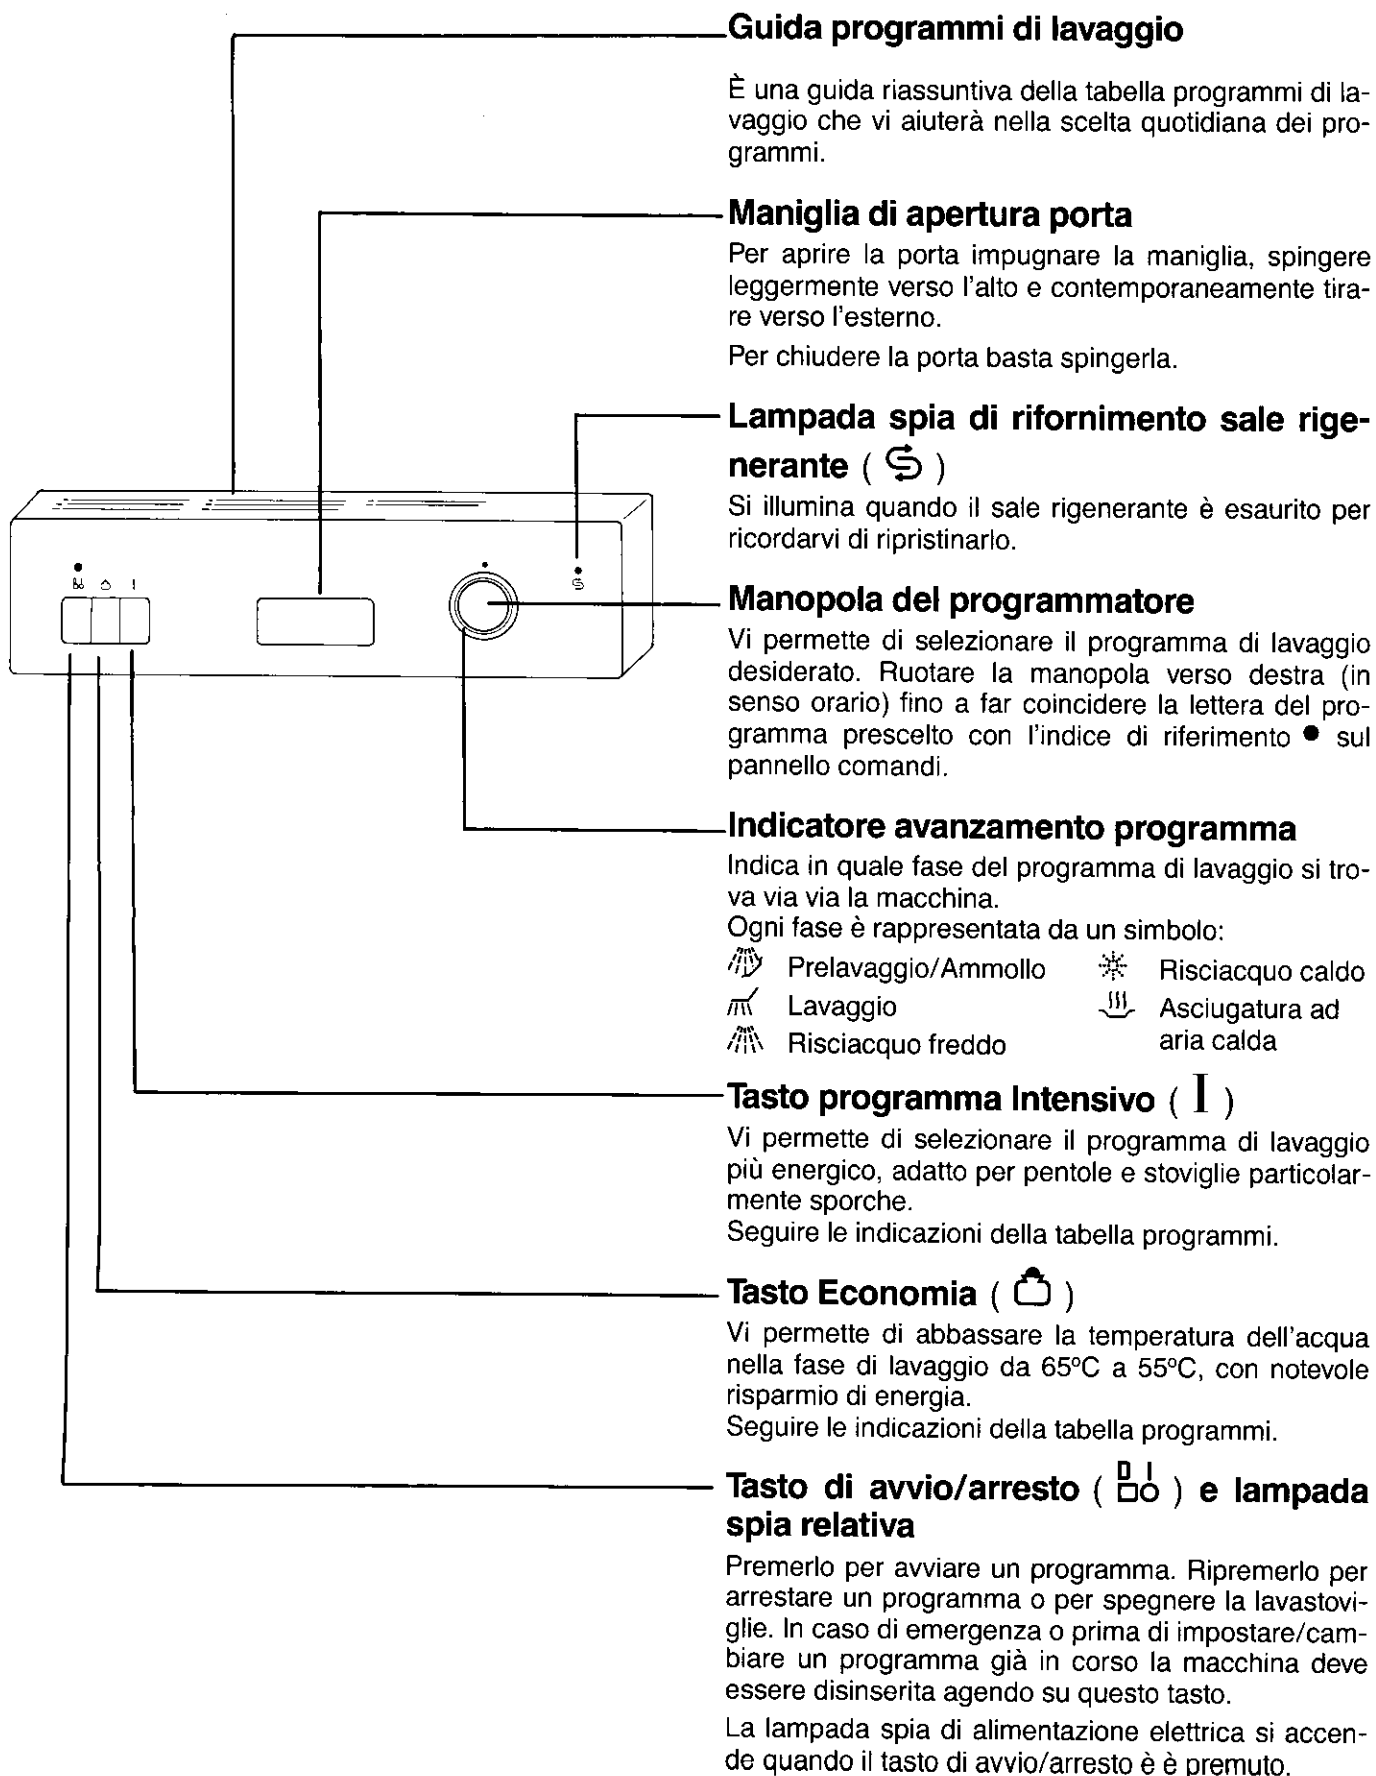 Guida programmi di lavaggio
È una guida riassuntiva della tabella programmi di la-
vaggio che vi aiuterà nella scelta quotidiana dei pro-
grammi.
Maniglia di apertura porta
Per aprire la porta impugnare la maniglia, spingere
leggermente verso l'alto e contemporaneamente tira-
re verso l'esterno.
Per chiudere la porta basta spingerla.
Lampada spia di rifornimento sale rige-
nerante ( )
Si illumina quando il sale rigenerante è esaurito per
ricordarvi di ripristinarlo.
Manopola del programmatore
Vi permette di selezionare il programma di lavaggio
desiderato. Ruotare la manopola verso destra (in
senso orario) fino a far coincidere la lettera del pro-
gramma prescelto con l'indice di riferimento ● sul
pannello comandi.
Indicatore avanzamento programma
Indica in quale fase del programma di lavaggio si tro-
va via via la macchina.
Ogni fase è rappresentata da un simbolo:
Prelavaggio/Ammollo
Lavaggio
Risciacquo freddo
Risciacquo caldo
Asciugatura ad
aria calda
Tasto programma Intensivo ( I )
Vi permette di selezionare il programma di lavaggio
più energico, adatto per pentole e stoviglie particolar-
mente sporche.
Seguire le indicazioni della tabella programmi.
Tasto Economia ( )
Vi permette di abbassare la temperatura dell'acqua
nella fase di lavaggio da 65ºC a 55ºC, con notevole
risparmio di energia.
Seguire le indicazioni della tabella programmi.
Tasto di avvio/arresto ( ) e lampada
spia relativa
Premerlo per avviare un programma. Ripremerlo per
arrestare un programma o per spegnere la lavastovi-
glie. In caso di emergenza o prima di impostare/cam-
biare un programma già in corso la macchina deve
essere disinserita agendo su questo tasto.
La lampada spia di alimentazione elettrica si accen-
de quando il tasto di avvio/arresto è è premuto.